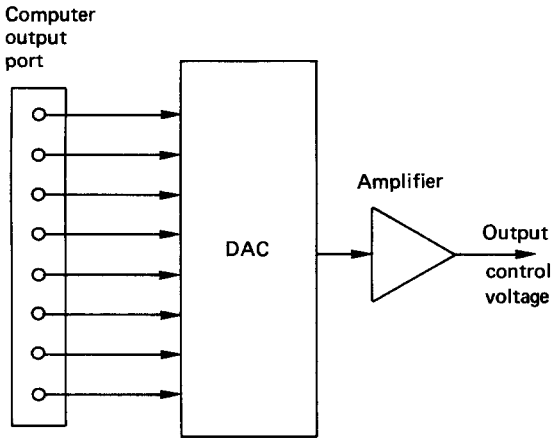 Computer
output
port
DAC
Amplifier
Output
control
voltage